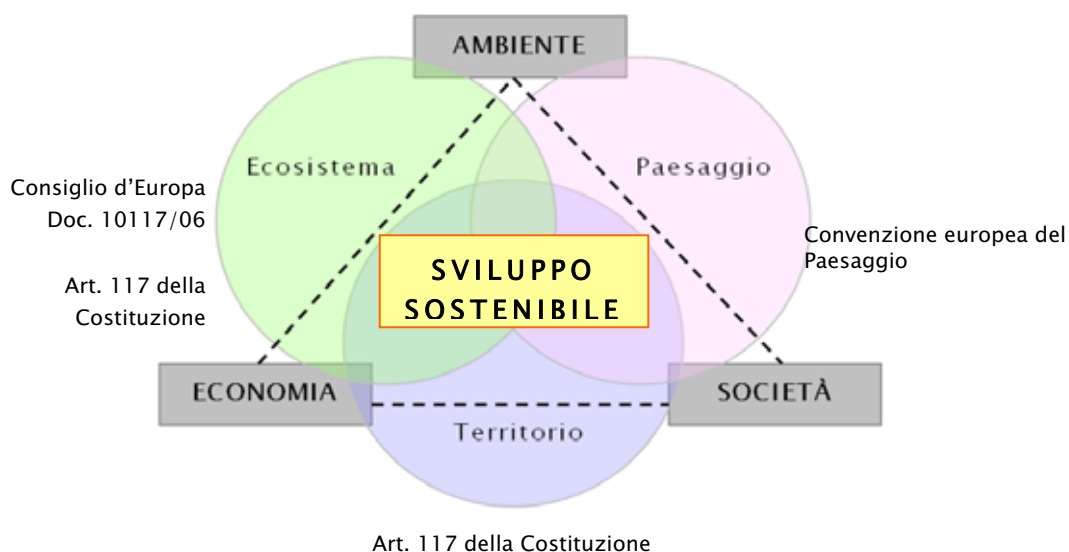 AMBIENTE
Ecosistema
Paesaggio
Consiglio d’Europa
Doc. 10117/06
Convenzione europea del
Paesaggio
SVILUPPO
SOSTENIBILE
Art. 117 della
Costituzione
ECONOMIA
SOCIETÀ
Territorio
Art. 117 della Costituzione